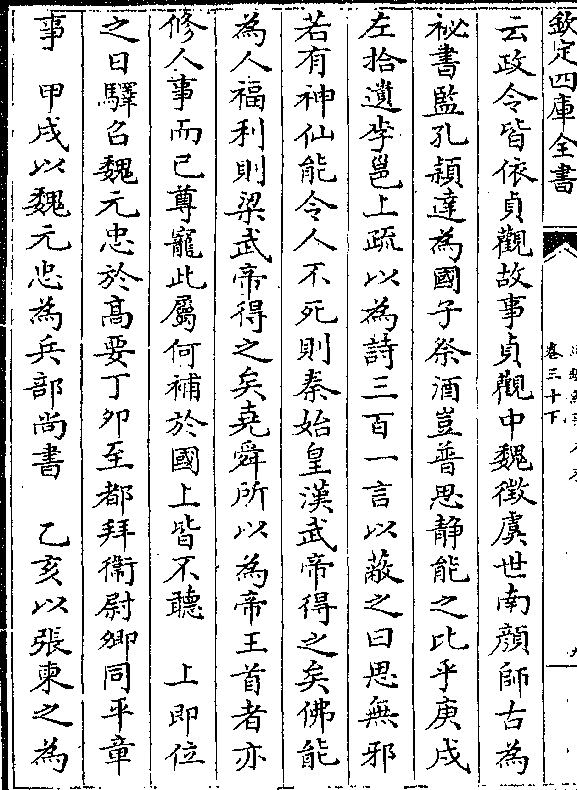 欽定四庫全書
卷三十下
云政令皆依貞觀故事貞觀中魏徵虞世南顏師古為
祕書監孔穎達為國子祭酒豈普思静能之比乎庚戌
左拾遺李邕上疏以為詩三百一言以蔽之曰思無邪
若有神仙能令人不死則秦始皇漢武帝得之矣佛能
為人福利則梁武帝得之矣堯舜所以為帝王首者亦
修人事而已尊寵此屬何補於國上皆不聽　上即位
之日驛召魏元忠於髙要丁卯至都拜衞尉卿同平章
事　甲戌以魏元忠為兵部尚書　乙亥以張柬之為